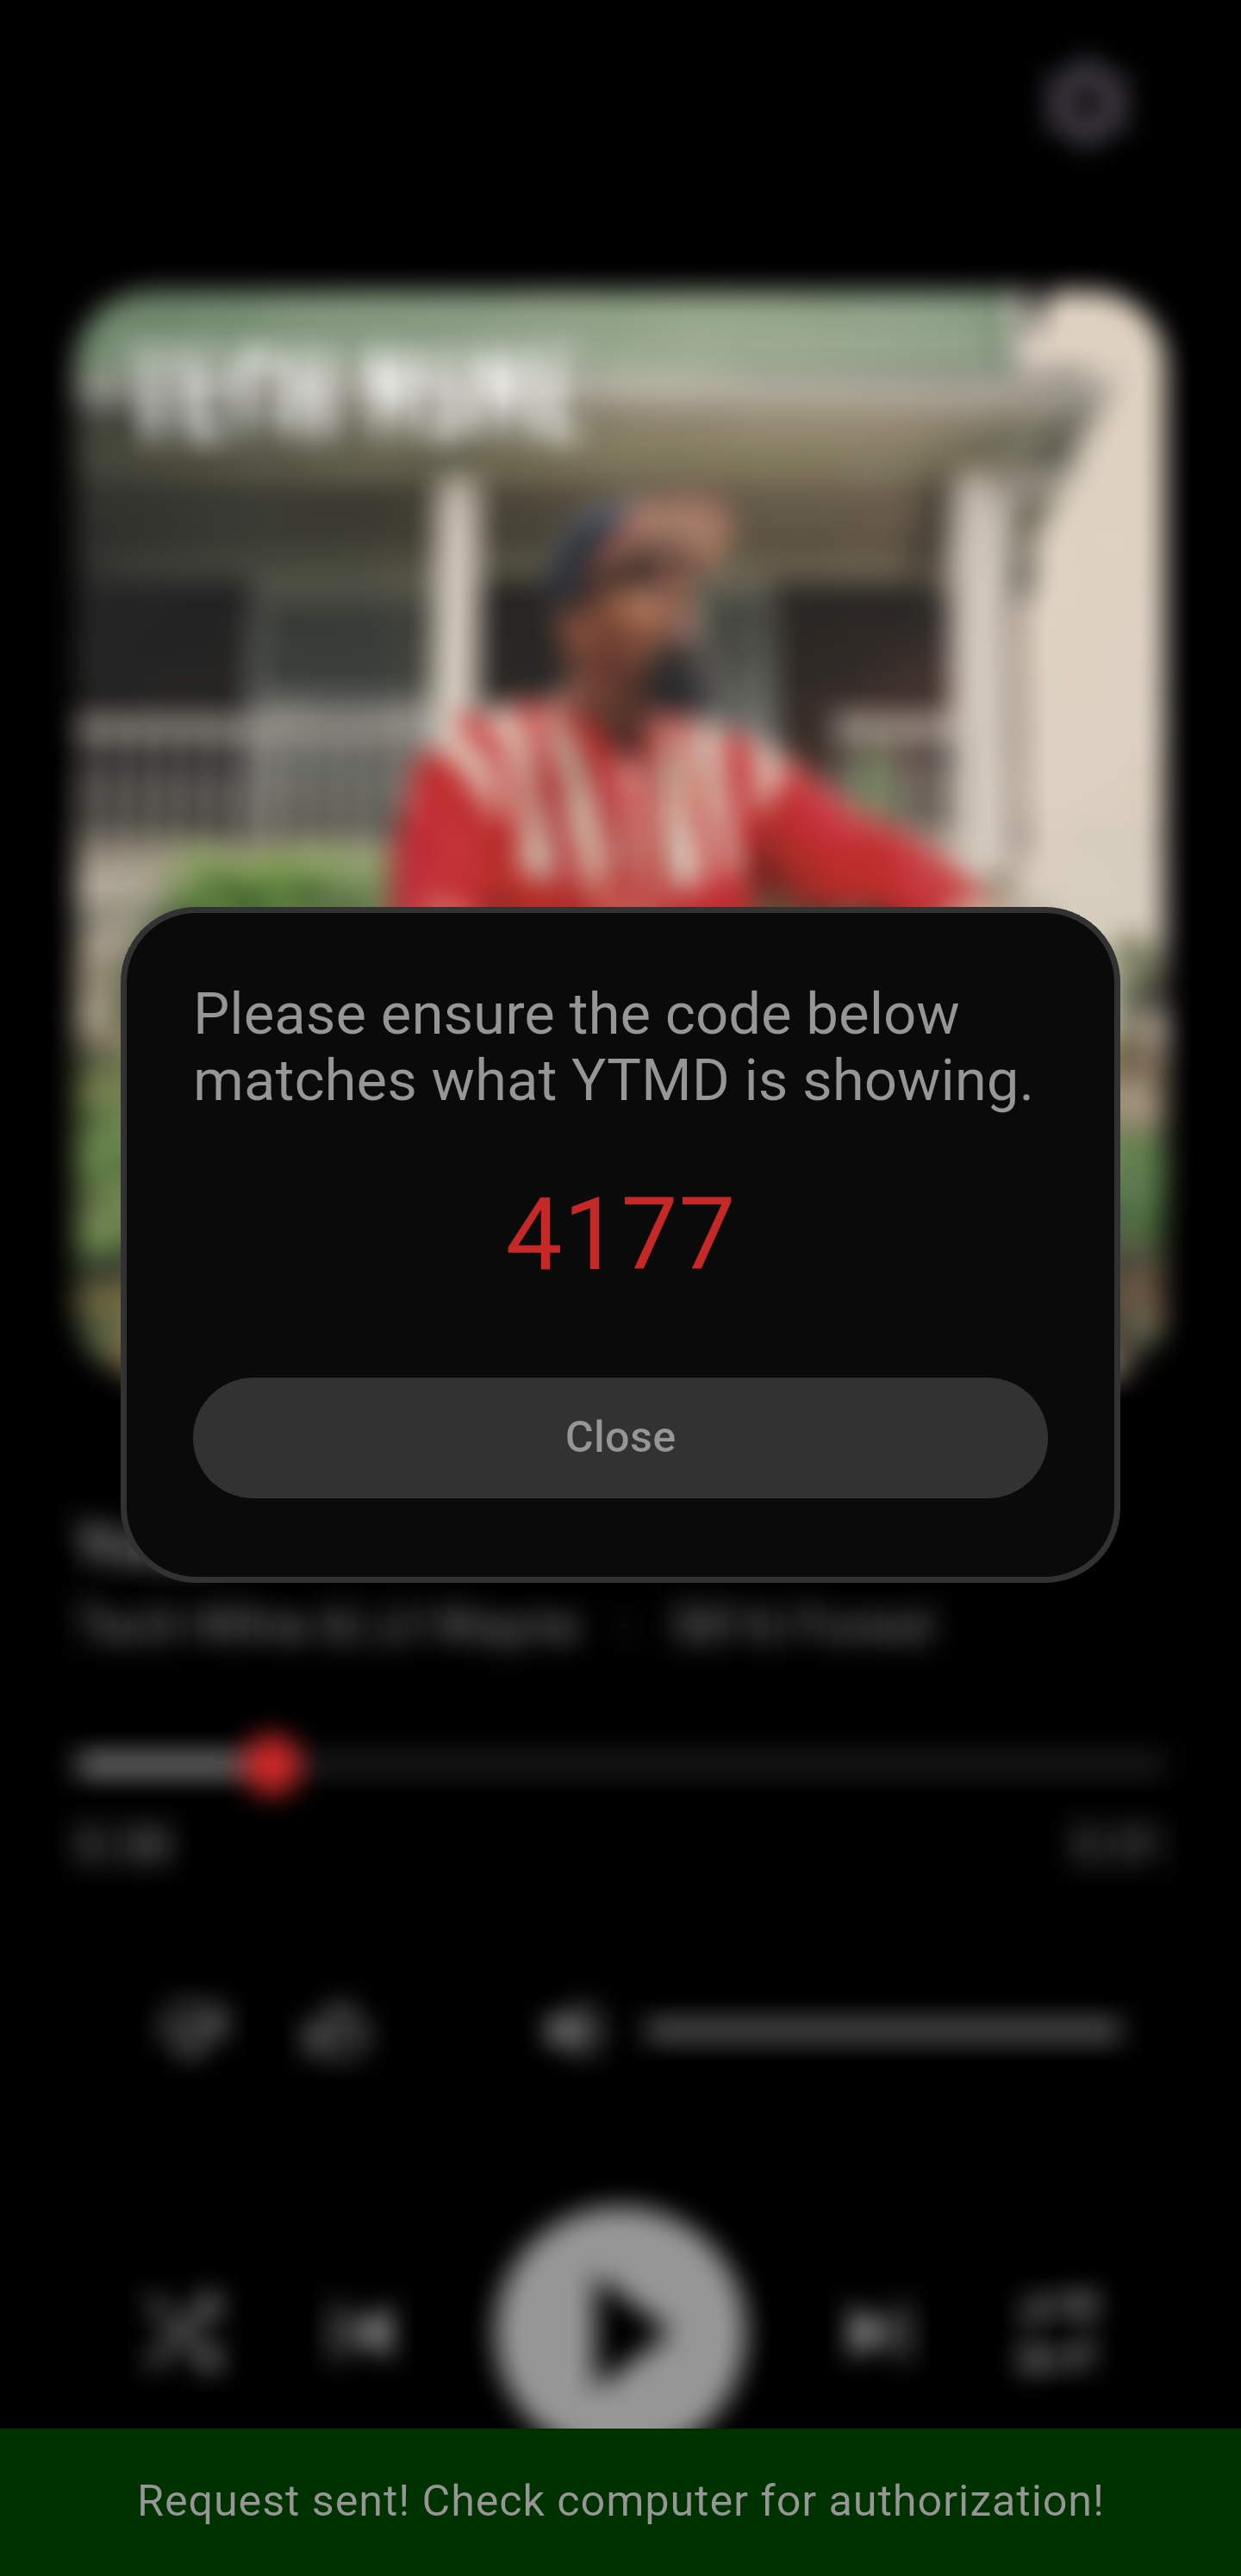 Please ensure the code below
matches what YTMD is showing.
4177
Close
Request sent! Check computer for authorization!